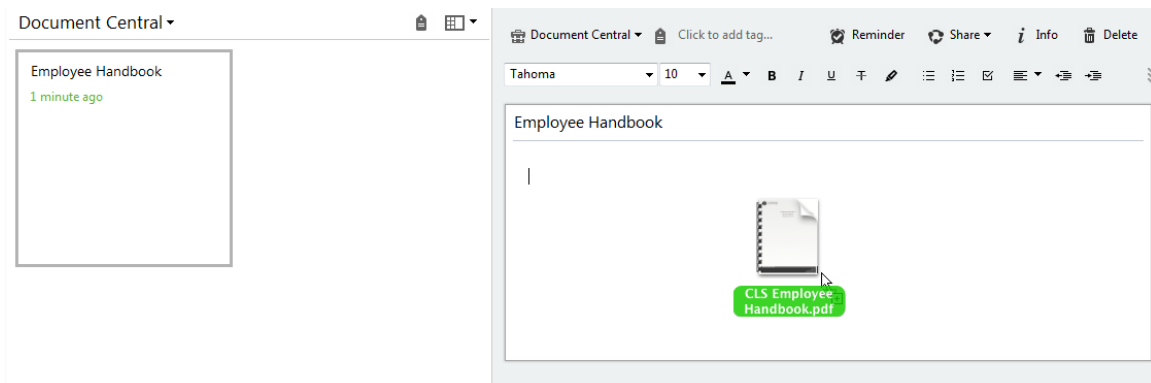 Document Central
Employee Handbook
1 minute ago
Document Central
Click to add tag...
Reminder
Share
i Info
Delete
Tahoma
10
A
B
I
U
T
Employee Handbook
CLS Employee
Handbook.pdf